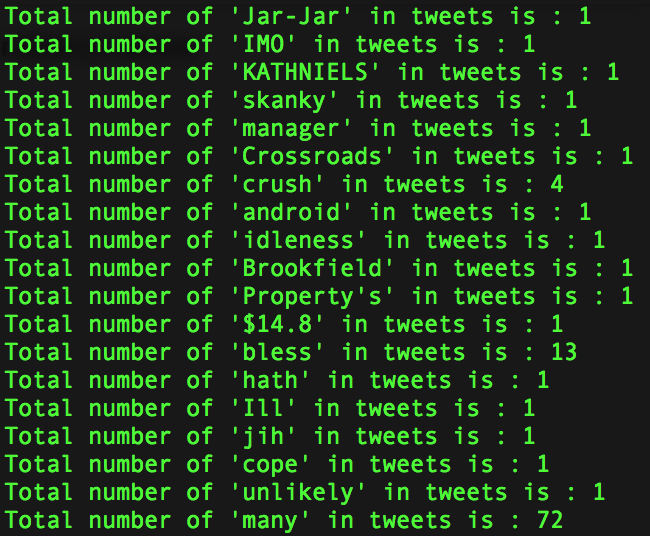 Total number of 'Jar-Jar' in tweets is : 1
Total number of 'IMO' in tweets is : 1
Total number of 'KATHNIELS' in tweets is : 1
Total number of 'skanky' in tweets is : 1
Total number of 'manager' in tweets is : 1
Total number of 'Crossroads' in tweets is : 1
Total number of 'crush' in tweets is : 4
Total number of 'android' in tweets is : 1
Total number of 'idleness' in tweets is : 1
Total number of 'Brookfield' in tweets is : 1
Total number of 'Property's' in tweets is : 1
Total number of '$14.8' in tweets is : 1
Total number of 'bless' in tweets is : 13
Total number of 'hath' in tweets is : 1
Total number of 'Ill' in tweets is : 1
Total number of 'jih' in tweets is : 1
Total number of 'cope' in tweets is : 1
Total number of 'unlikely' in tweets is : 1
Total number of 'many' in tweets is : 72